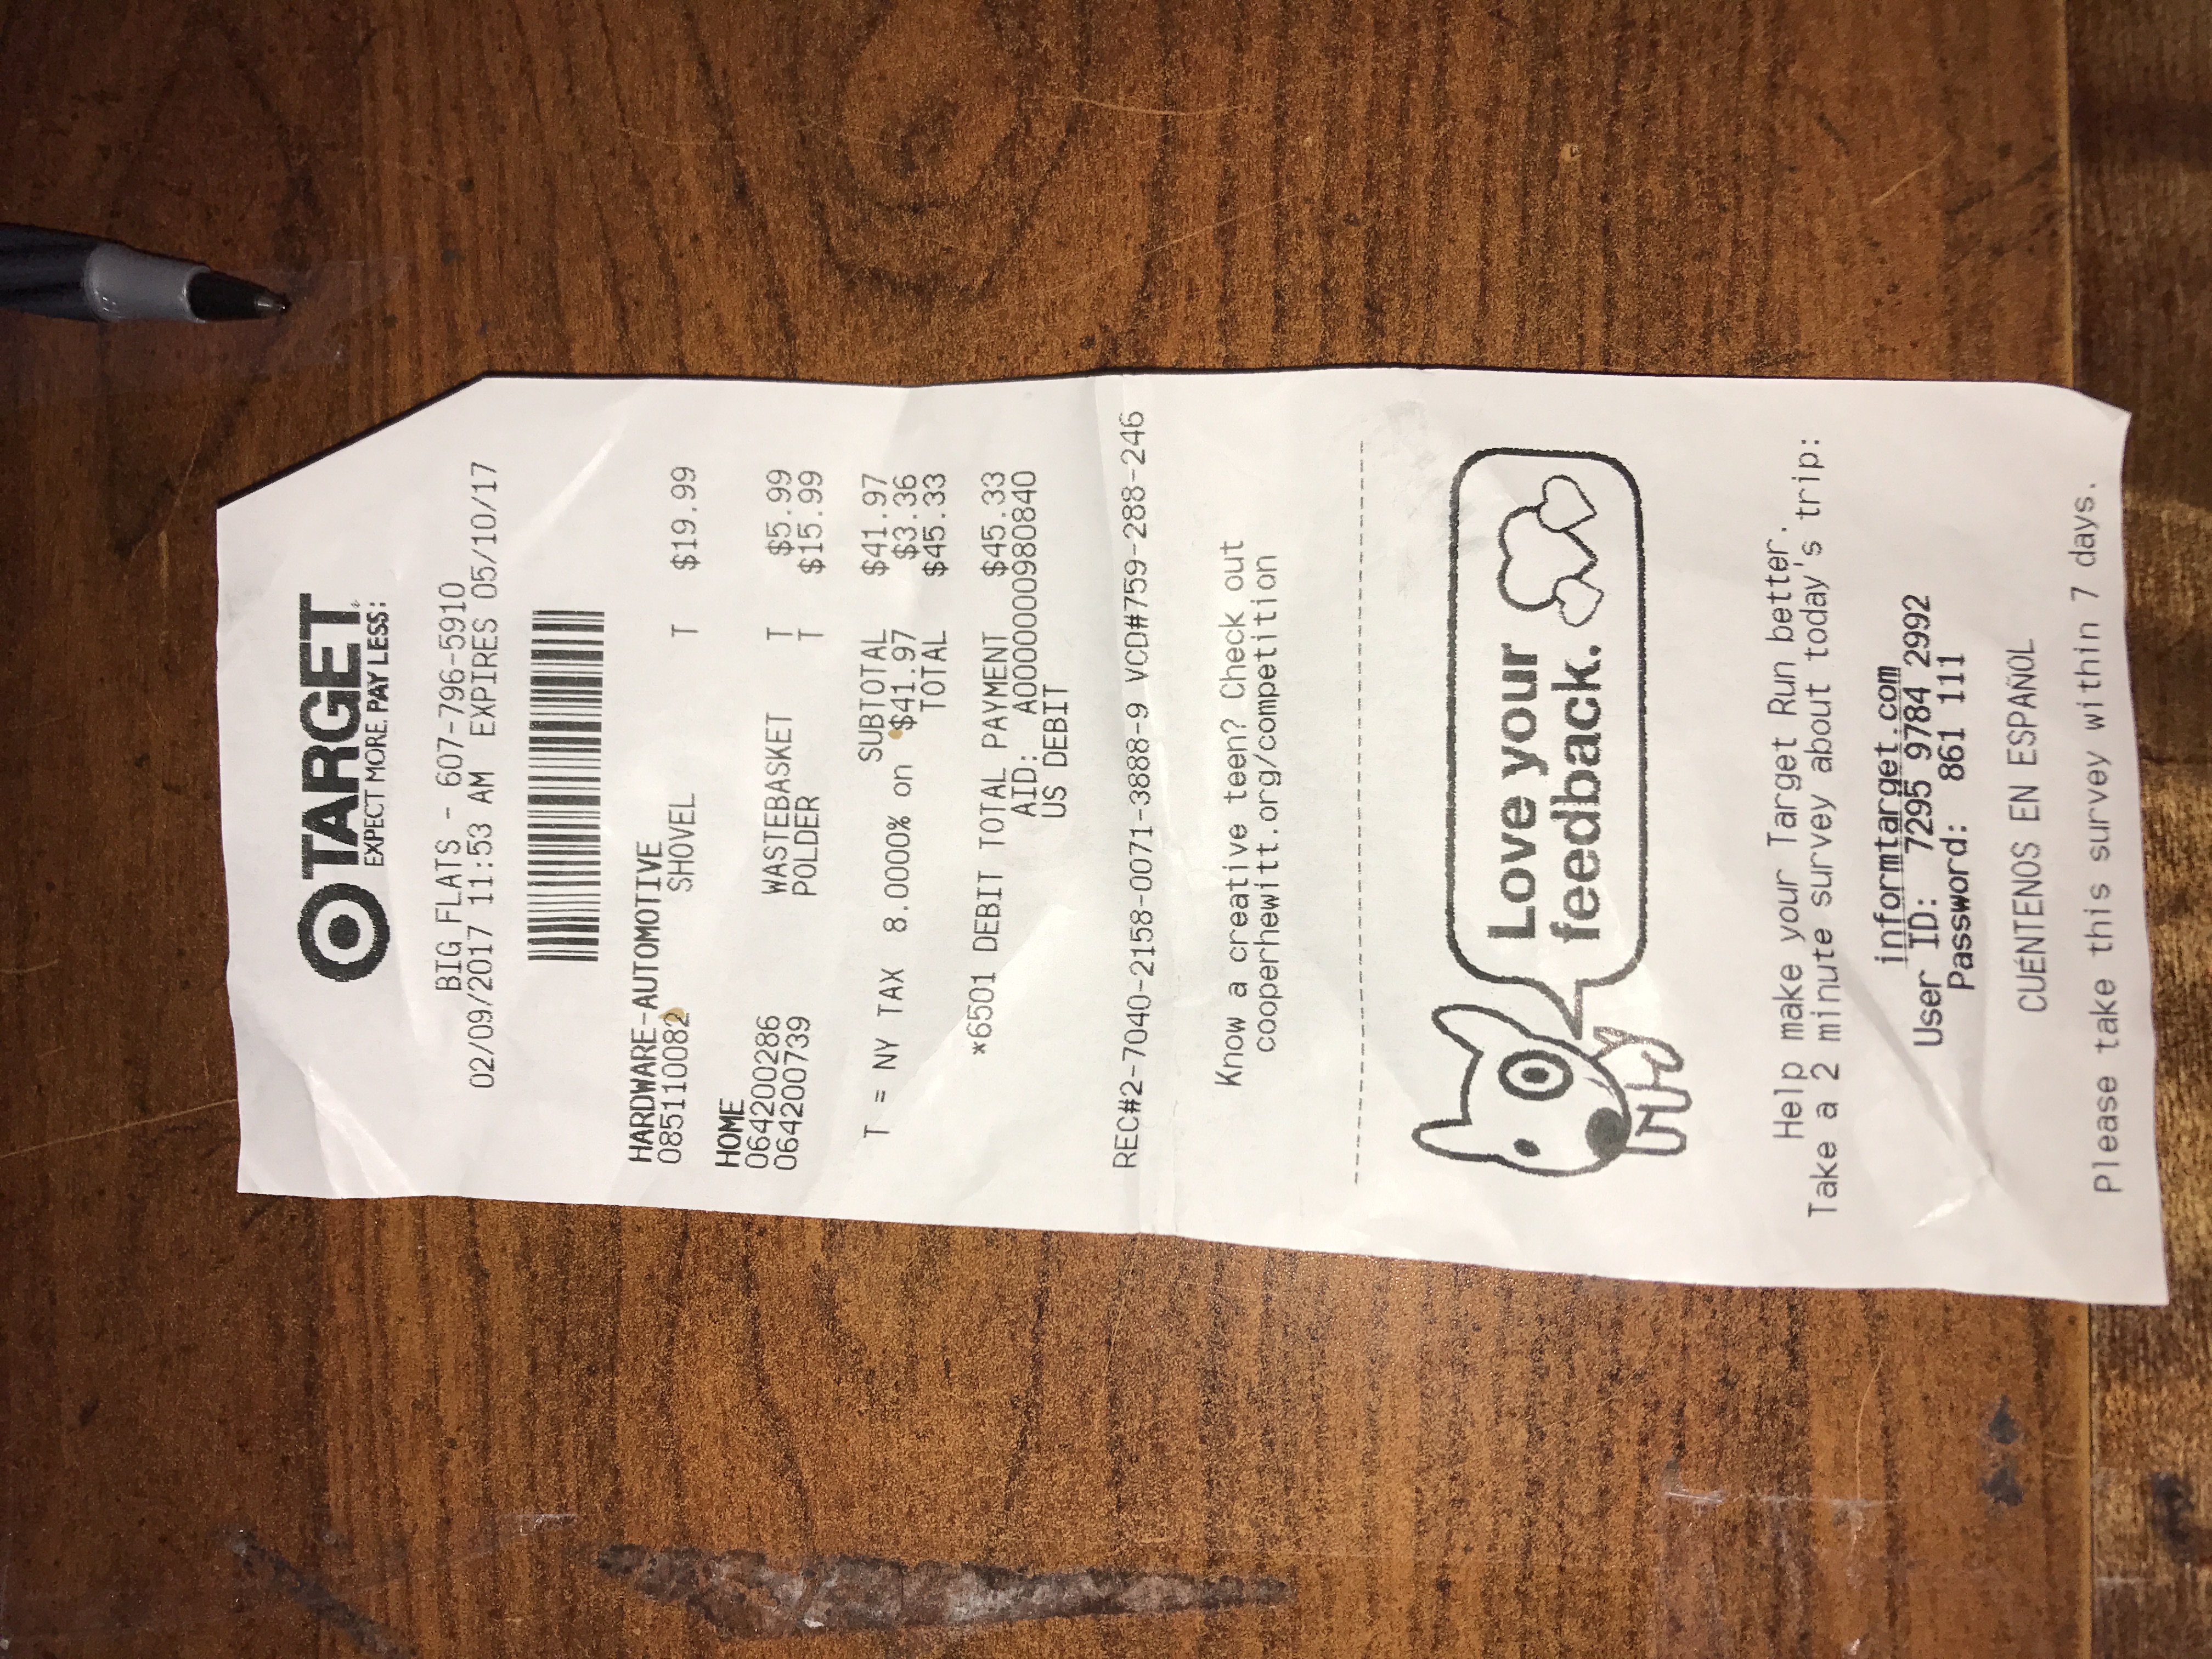 TARGET
EXPECT MORE. PAY LESS:
BIG FLATS - 607-796-5910
02/09/2017 11:53 AM EXPIRES 05/10/17
HARDWARE-AUTOMOTIVE
085110082 SHOVEL T $19.99
HOME
064200286 WASTEBASKET T $5.99
064200739 POLDER T $15.99
SUBTOTAL $41.97
T = NY TAX 8.0000% on $41.97 $3.36
TOTAL $45.33
*6501 DEBIT TOTAL PAYMENT $45.33
AID: A0000000980840
US DEBIT
REC#2-7040-2158-0071-3888-9 VCD#759-288-246
Know a creative teen? Check out
cooperhewitt.org/competition
Love your
feedback.
Help make your Target Run better.
Take a 2 minute survey about today's trip:
informtarget.com
User ID: 7295 9784 2992
Password: 861 111
CUÉNTENOS EN ESPAÑOL
Please take this survey within 7 days.